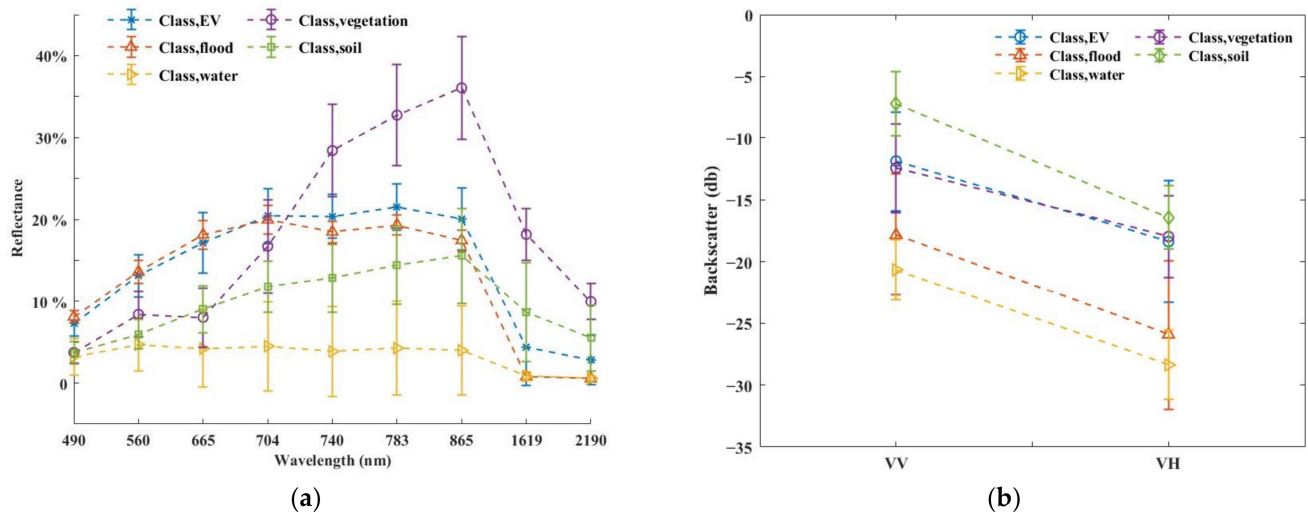 Class,EV
Class,vegetation
Class,flood
Class,soil
Class,water
40%
30%
20%
10%
0
Reflectance
490 560 665 704 740 783 865 1619 2190
Wavelength (nm)
(a)
Class,EV
Class,vegetation
Class,flood
Class,soil
Class,water
0
−5
−10
−15
−20
−25
−30
−35
Backscatter (db)
VV VH
(b)